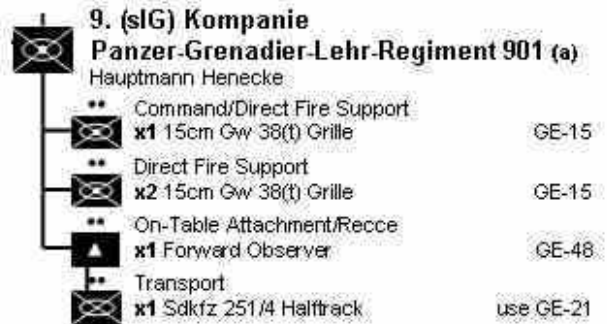 9. (sIG) Kompanie
Panzer-Grenadier-Lehr-Regiment 901 (a)
Hauptmann Henecke
Command/Direct Fire Support
x1 15cm Gw 38(t) Grille GE-15
Direct Fire Support
x2 15cm Gw 38(t) Grille GE-15
On-Table Attachment/Recce
x1 Forward Observer GE-48
Transport
x1 Sdkfz 251/4 Halftrack use GE-21